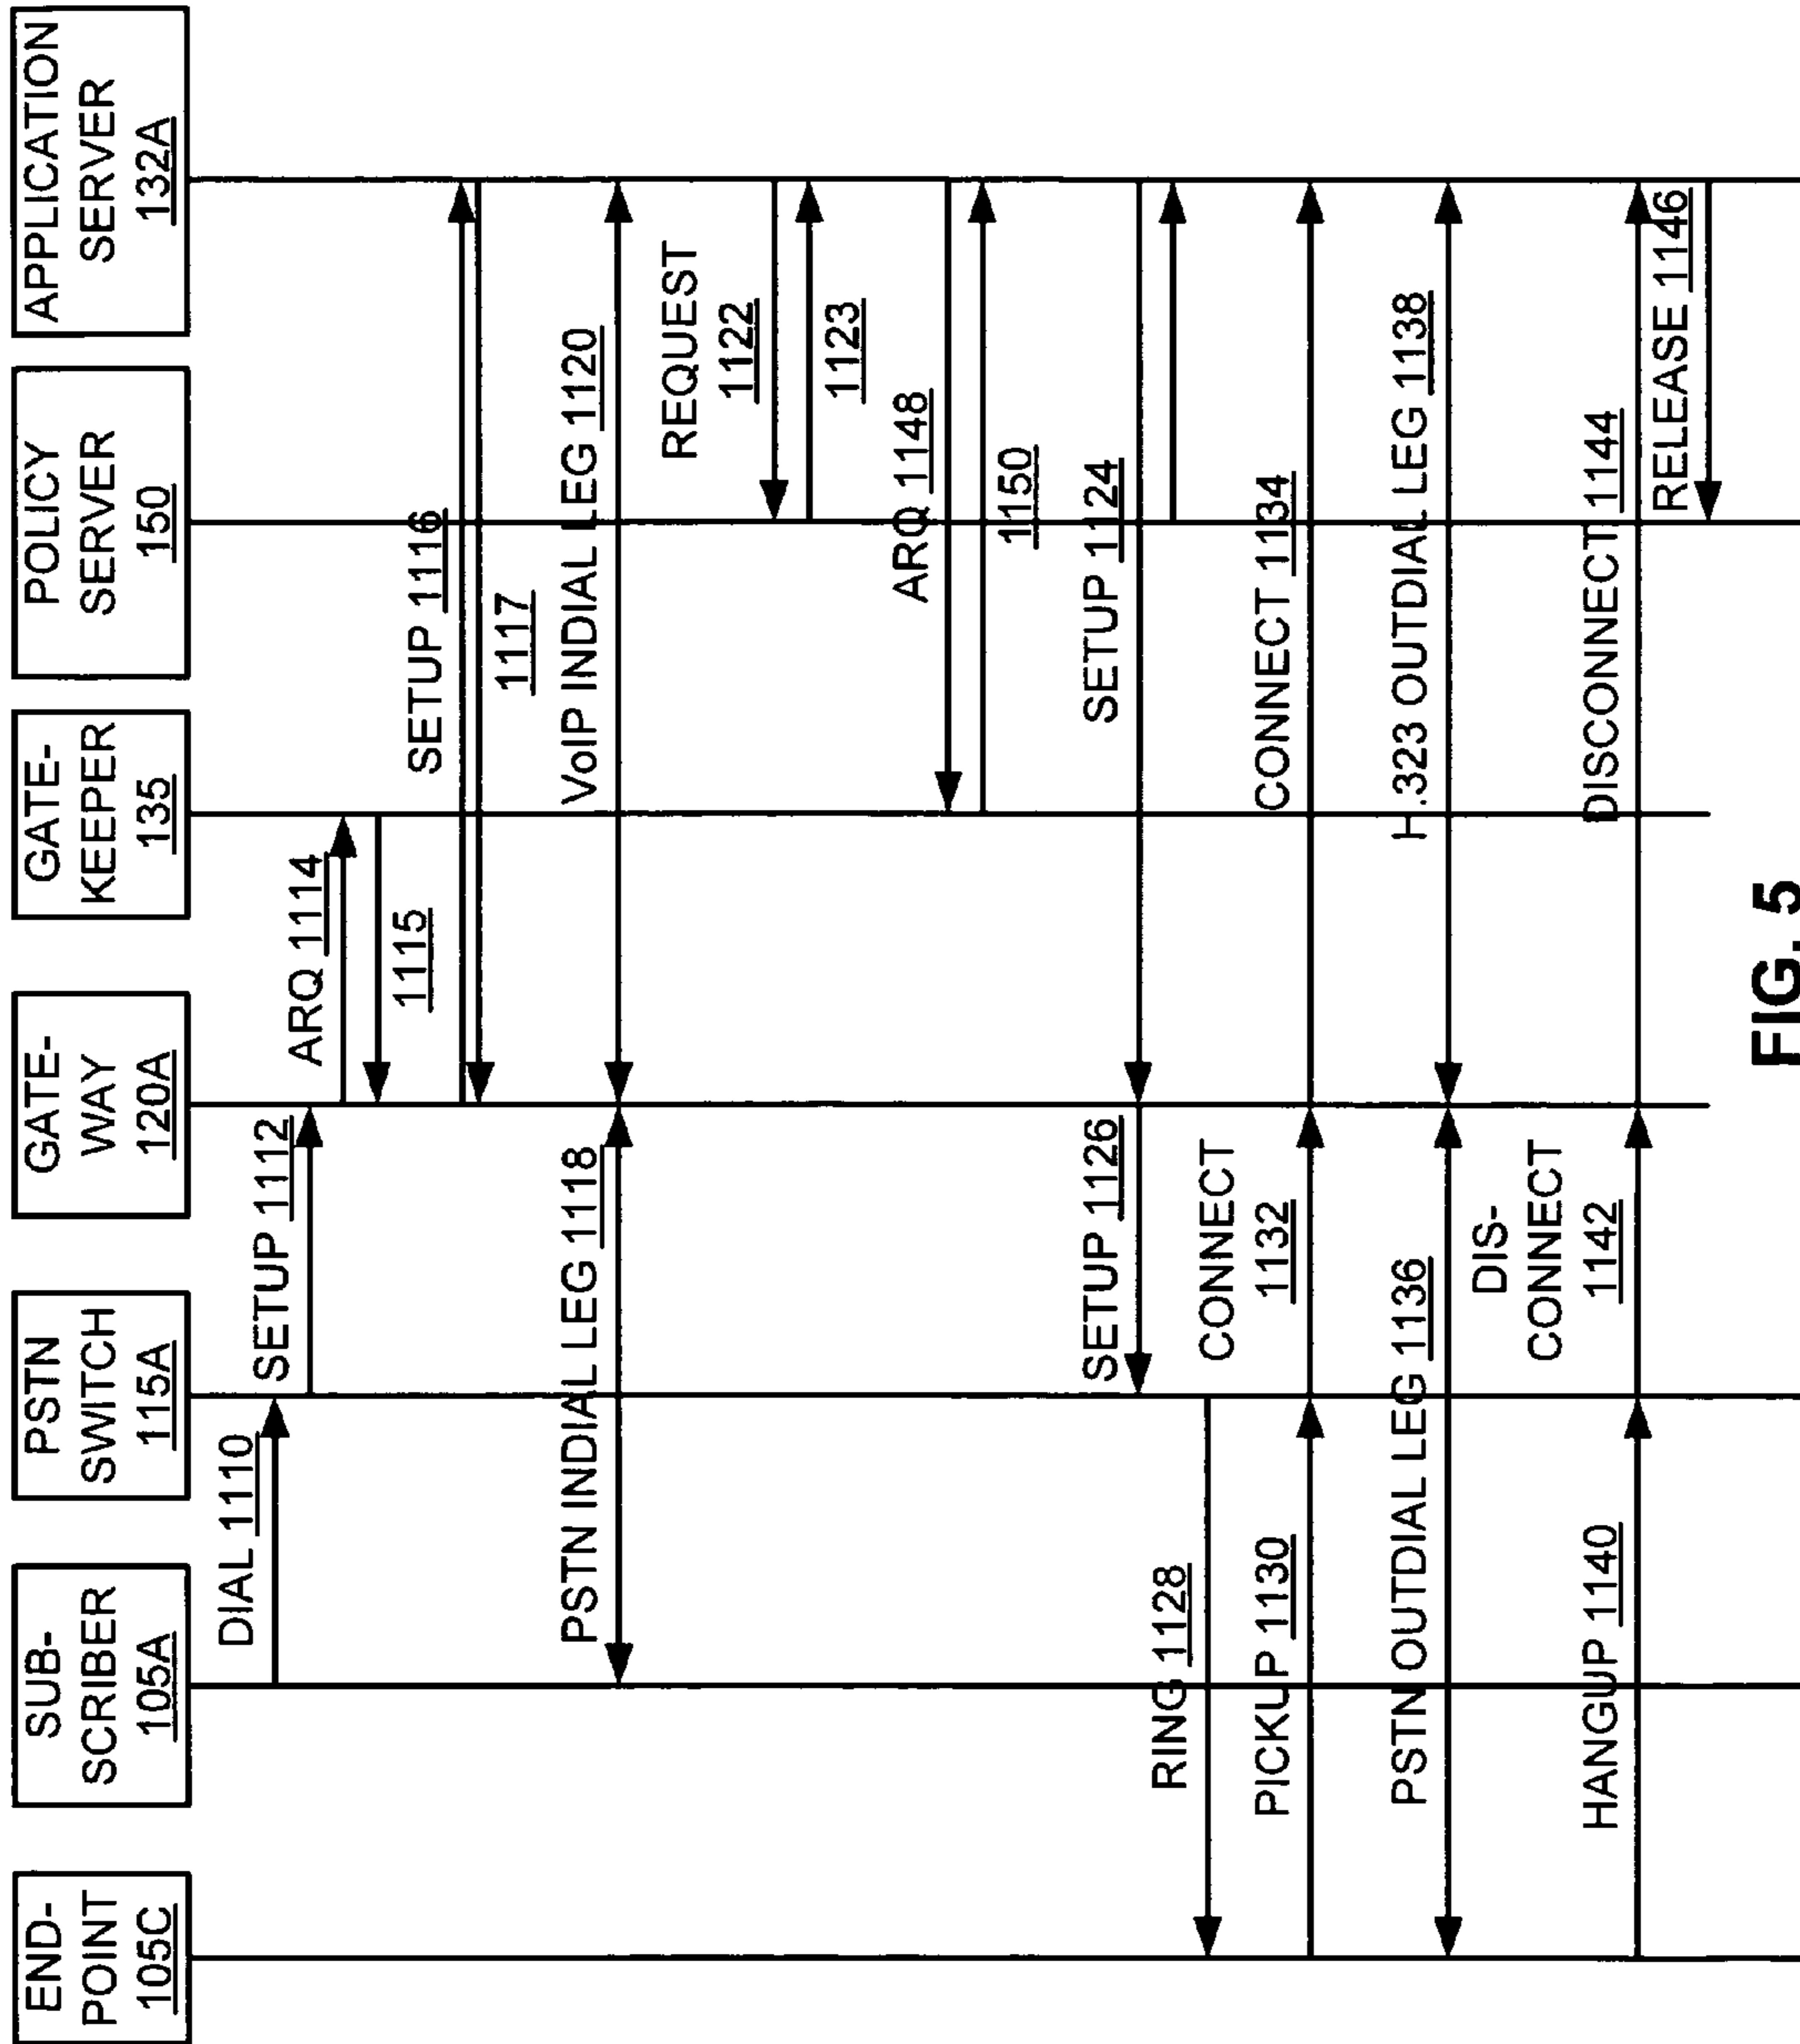 END-
POINT
105C
SUB-
SCRIBER
105A
PSTN
SWITCH
115A
GATE-
WAY
120A
GATE-
KEEPER
135
POLICY
SERVER
150
APPLICATION
SERVER
132A
DIAL 1110
SETUP 1112
ARQ 1114
1115
SETUP 1116
1117
PSTN INDIAL LEG 1118
VoIP INDIAL LEG 1120
REQUEST
1122
1123
ARQ 1148
1150
SETUP 1126
SETUP 1124
RING 1128
PICKUP 1130
CONNECT
1132
CONNECT 1134
PSTN OUTDIAL LEG 1136
H.323 OUTDIAL LEG 1138
HANGUP 1140
DIS-
CONNECT
1142
DISCONNECT 1144
RELEASE 1146
FIG. 5